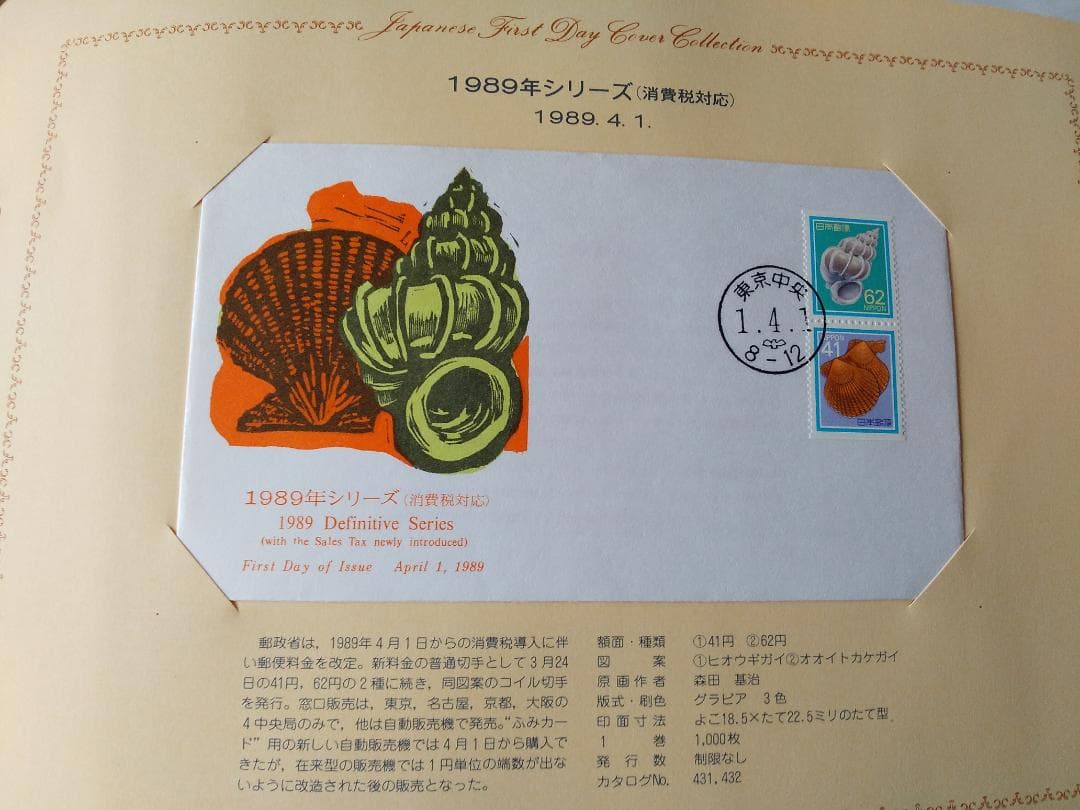 Japanese First Day Cover Collection
1989年シリーズ(消費税対応)
1989. 4. 1.
日本郵便
62
NIPPON
東京中央
1. 4. 1
8-12
NIPPON
41
日本郵便
1989年シリーズ(消費税対応)
1989 Definitive Series
(with the Sales Tax newly introduced)
First Day of Issue April 1, 1989
郵政省は，1989年4月1日からの消費税導入に伴
い郵便料金を改定。新料金の普通切手として3月24
日の41円，62円の2種に続き，同図案のコイル切手
を発行。窓口販売は，東京，名古屋，京都，大阪の
4中央局のみで，他は自動販売機で発売。“ふみカー
ド”用の新しい自動販売機では4月1日から購入で
きたが，在来型の販売機では1円単位の端数が出な
いように改造された後の販売となった。
額面・種類 ①41円 ②62円
図案 ①ヒオウギガイ②オオイトカケガイ
原画作者 森田 基治
版式・刷色 グラビア 3色
印面寸法 よこ18.5×たて22.5ミリのたて型
1巻 1,000枚
発行数 制限なし
カタログNo. 431,432